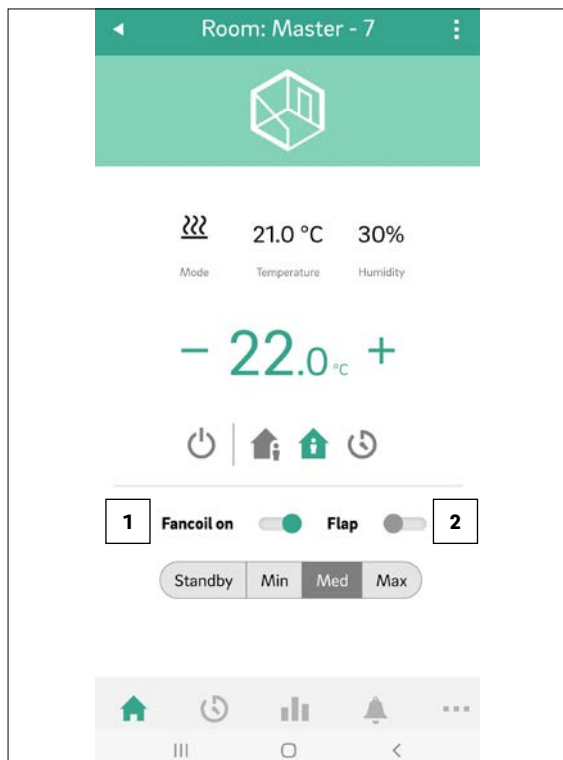 Room: Master - 7
21.0 °C 30%
Mode Temperature Humidity
− 22.0 °C +
1 Fancoil on Flap 2
Standby Min Med Max